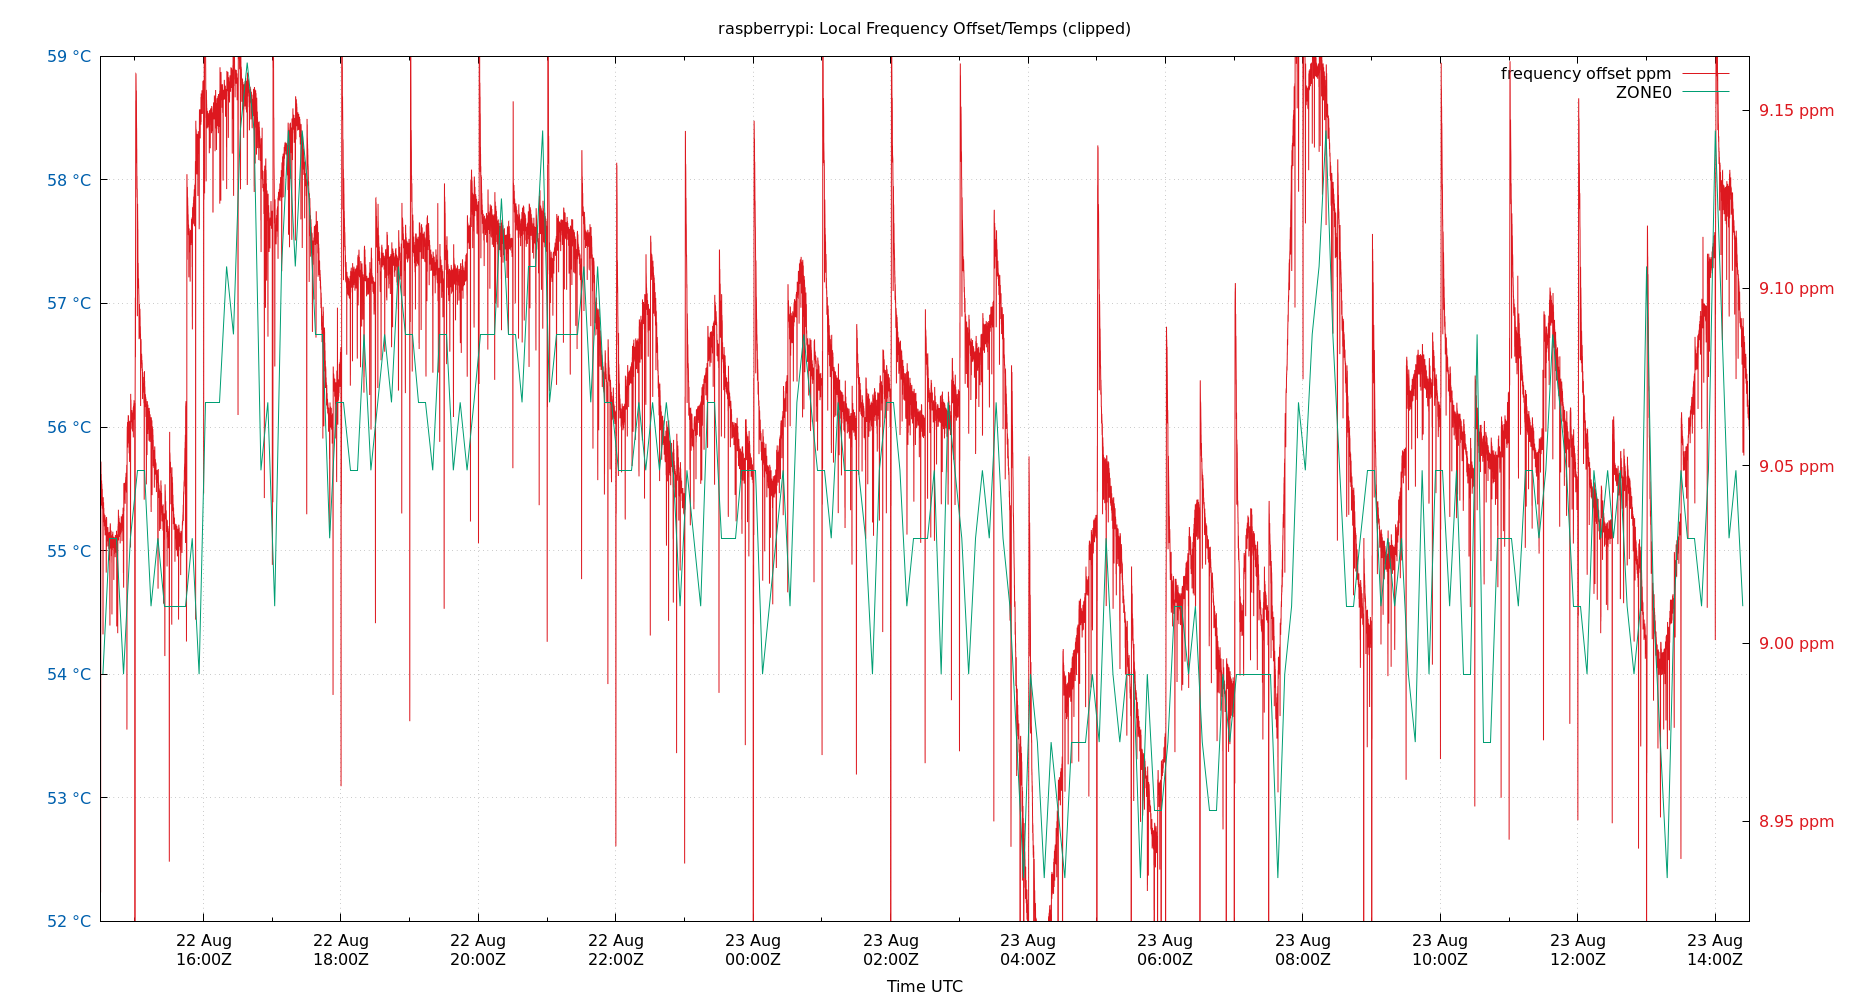 raspberrypi: Local Frequency Offset/Temps (clipped)
frequency offset ppm
ZONE0
59 °C
58 °C
57 °C
56 °C
55 °C
54 °C
53 °C
52 °C
9.15 ppm
9.10 ppm
9.05 ppm
9.00 ppm
8.95 ppm
22 Aug 22 Aug 22 Aug 22 Aug 23 Aug 23 Aug 23 Aug 23 Aug 23 Aug 23 Aug 23 Aug 23 Aug
16:00Z 18:00Z 20:00Z 22:00Z 00:00Z 02:00Z 04:00Z 06:00Z 08:00Z 10:00Z 12:00Z 14:00Z
Time UTC